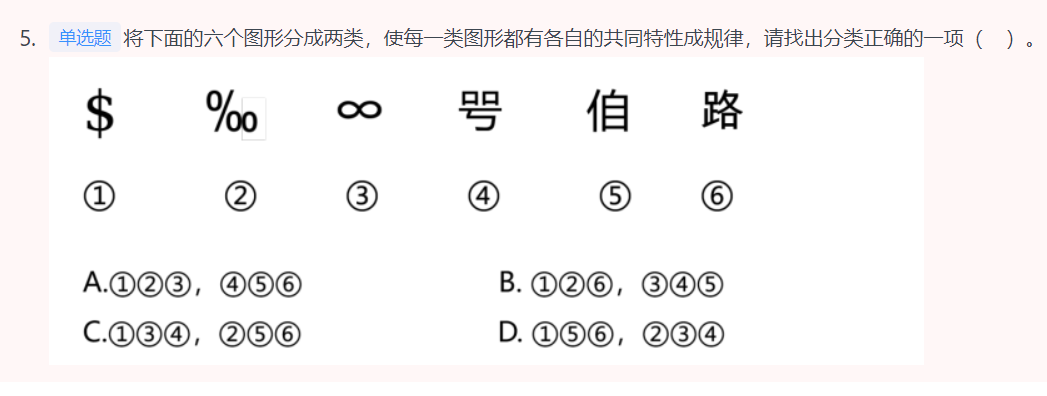 5. 单选题 将下面的六个图形分成两类，使每一类图形都有各自的共同特性成规律，请找出分类正确的一项（ ）。
$ ‰ ∞ 咢 伯 路
① ② ③ ④ ⑤ ⑥
A.①②③，④⑤⑥ B. ①②⑥，③④⑤
C.①③④，②⑤⑥ D. ①⑤⑥，②③④